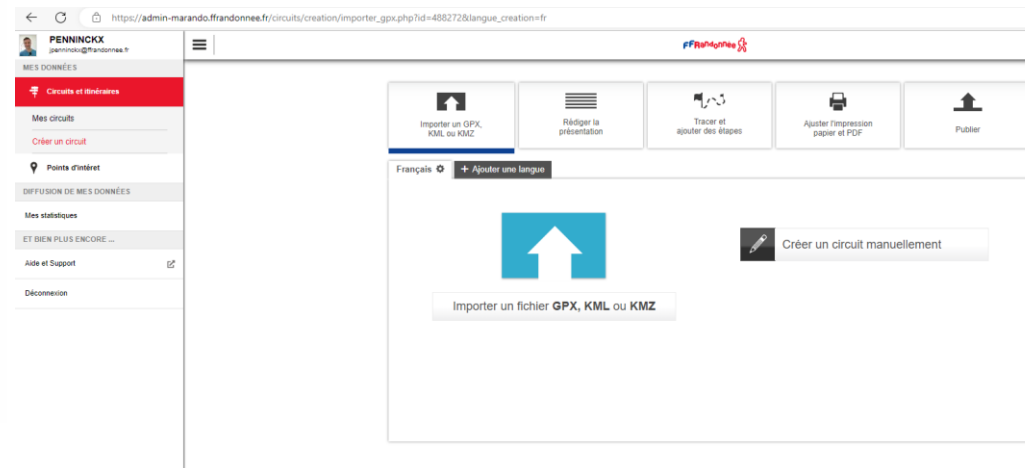 https://admin-marando.ffrandonnee.fr/circuits/creation/importer_gpx.php?id=488272&langue_creation=fr
PENNINCKX
jpenninckx@ffrandonnee.fr
FFRandonnée
MES DONNÉES
Circuits et itinéraires
Mes circuits
Créer un circuit
Points d'intéret
DIFFUSION DE MES DONNÉES
Mes statistiques
ET BIEN PLUS ENCORE ...
Aide et Support
Déconnexion
Importer un GPX,
KML ou KMZ
Rédiger la
présentation
Tracer et
ajouter des étapes
Ajuster l'impression
papier et PDF
Publier
Français
+ Ajouter une langue
Importer un fichier GPX, KML ou KMZ
Créer un circuit manuellement